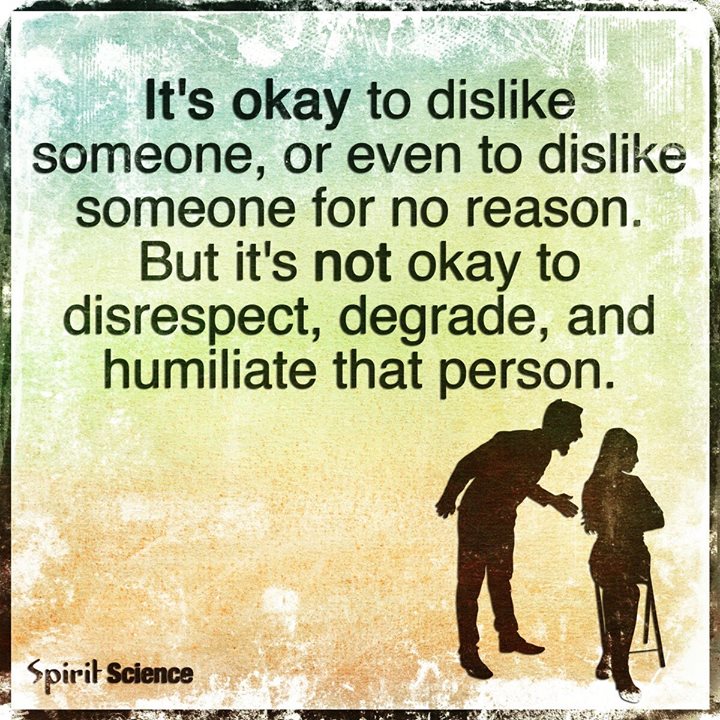 It's okay to dislike
someone, or even to dislike
someone for no reason.
But it's not okay to
disrespect, degrade, and
humiliate that person.
Spirit Science